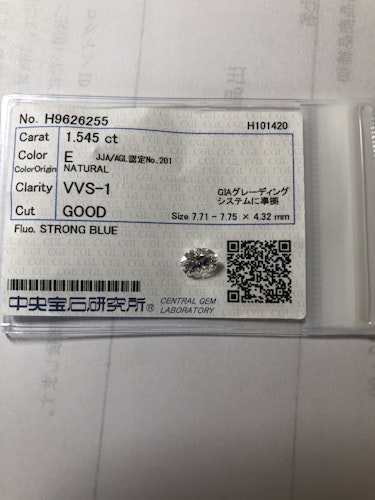 No. H9626255
H101420
Carat 1.545 ct
Color E JJA/AGL認定No.201
ColorOrigin NATURAL
Clarity VVS-1 GIAグレーディング
システムに準拠
Cut GOOD Size 7.71 - 7.75 × 4.32 mm
Fluo. STRONG BLUE
中央宝石研究所® CENTRAL GEM
LABORATORY